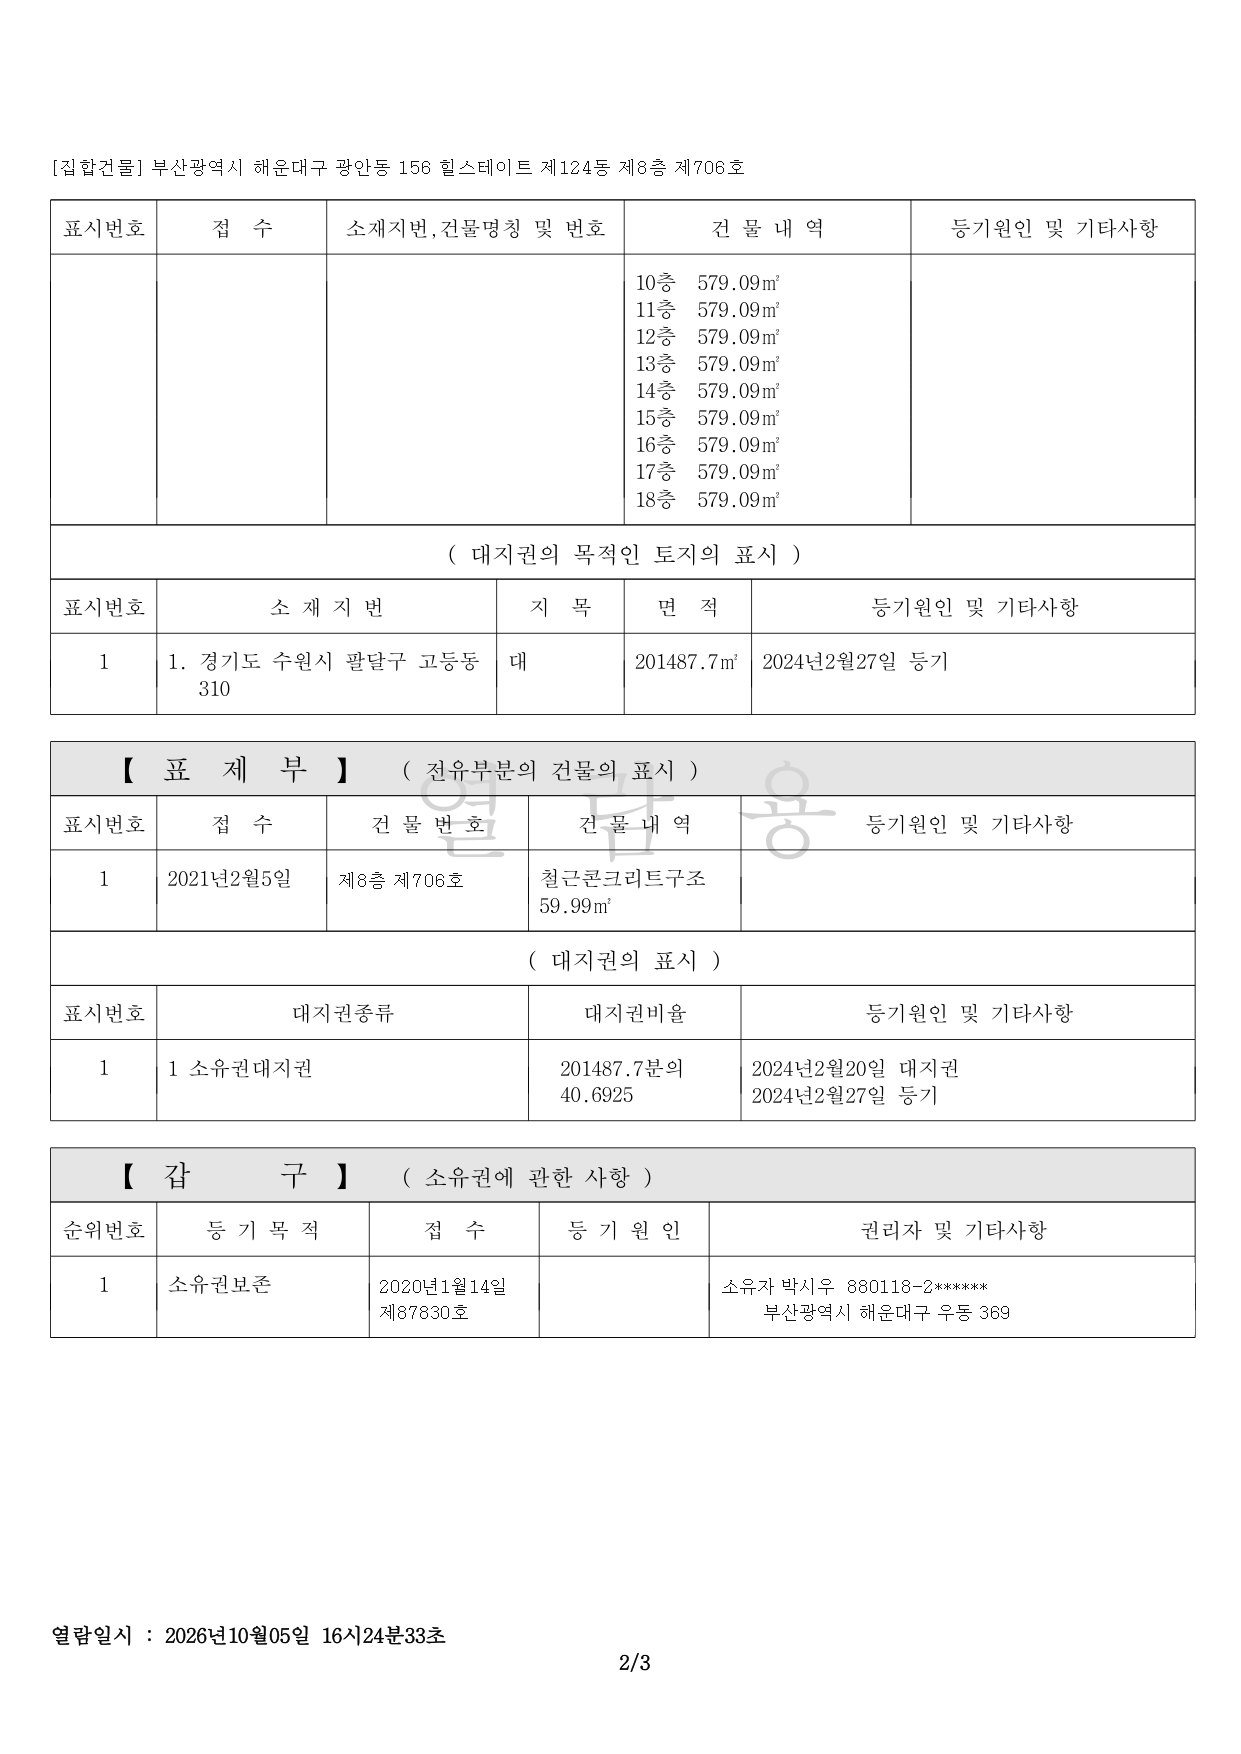 [집합건물] 부산광역시 해운대구 광안동 156 힐스테이트 제124동 제8층 제706호
표시번호 접 수 소재지번,건물명칭 및 번호 건 물 내 역 등기원인 및 기타사항
10층 579.09㎡
11층 579.09㎡
12층 579.09㎡
13층 579.09㎡
14층 579.09㎡
15층 579.09㎡
16층 579.09㎡
17층 579.09㎡
18층 579.09㎡
( 대지권의 목적인 토지의 표시 )
표시번호 소 재 지 번 지 목 면 적 등기원인 및 기타사항
1 1. 경기도 수원시 팔달구 고등동 대 201487.7㎡ 2024년2월27일 등기
310
【 표 제 부 】 ( 전유부분의 건물의 표시 )
열 람 용
표시번호 접 수 건 물 번 호 건 물 내 역 등기원인 및 기타사항
1 2021년2월5일 제8층 제706호 철근콘크리트구조
59.99㎡
( 대지권의 표시 )
표시번호 대지권종류 대지권비율 등기원인 및 기타사항
1 1 소유권대지권 201487.7분의 2024년2월20일 대지권
40.6925 2024년2월27일 등기
【 갑 구 】 ( 소유권에 관한 사항 )
순위번호 등 기 목 적 접 수 등 기 원 인 권리자 및 기타사항
1 소유권보존 2020년1월14일 소유자 박시우 880118-2******
제87830호 부산광역시 해운대구 우동 369
열람일시 : 2026년10월05일 16시24분33초
2/3